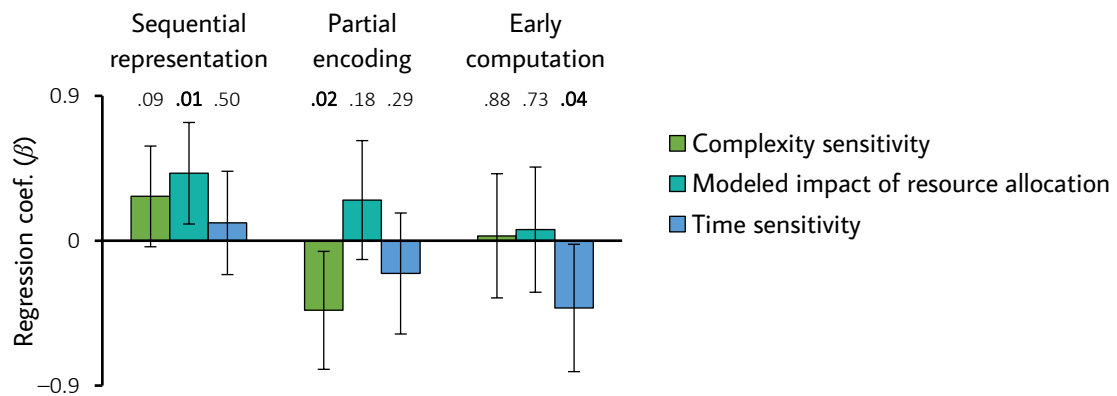 Sequential
representation
Partial
encoding
Early
computation
.09 .01 .50
.02 .18 .29
.88 .73 .04
0.9
0
−0.9
Regression coef. (β)
Complexity sensitivity
Modeled impact of resource allocation
Time sensitivity